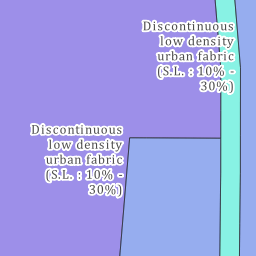 Discontinuous
low density
urban fabric
(S.L. : 10% -
30%)
Discontinuous
low density
urban fabric
(S.L. : 10% -
30%)